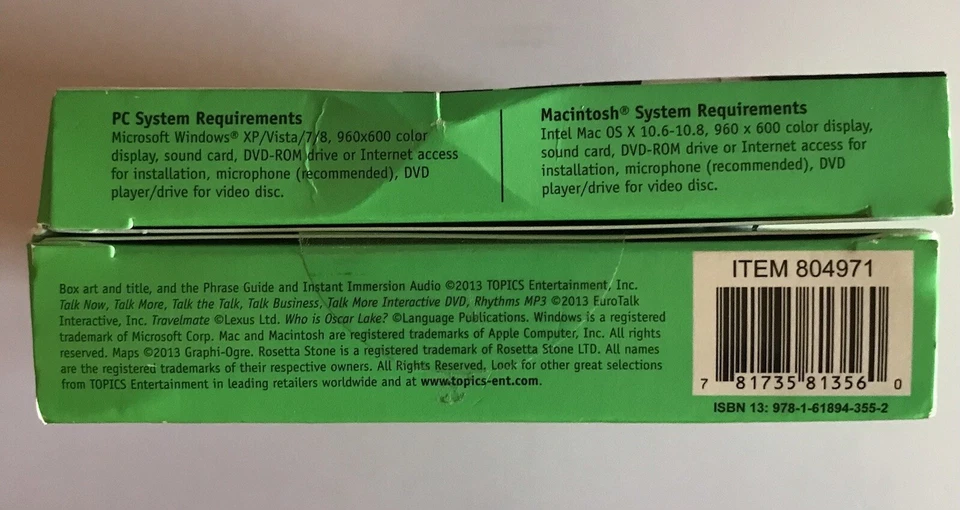 PC System Requirements
Microsoft Windows® XP/Vista/7/8, 960x600 color
display, sound card, DVD-ROM drive or Internet access
for installation, microphone (recommended), DVD
player/drive for video disc.
Macintosh® System Requirements
Intel Mac OS X 10.6-10.8, 960 x 600 color display,
sound card, DVD-ROM drive or Internet access for
installation, microphone (recommended), DVD
player/drive for video disc.
Box art and title, and the Phrase Guide and Instant Immersion Audio ©2013 TOPICS Entertainment, Inc.
Talk Now, Talk More, Talk the Talk, Talk Business, Talk More Interactive DVD, Rhythms MP3 ©2013 EuroTalk
Interactive, Inc. Travelmate ©Lexus Ltd. Who is Oscar Lake? ©Language Publications. Windows is a registered
trademark of Microsoft Corp. Mac and Macintosh are registered trademarks of Apple Computer, Inc. All rights
reserved. Maps ©2013 Graphi-Ogre. Rosetta Stone is a registered trademark of Rosetta Stone LTD. All names
are the registered trademarks of their respective owners. All Rights Reserved. Look for other great selections
from TOPICS Entertainment in leading retailers worldwide and at www.topics-ent.com.
ITEM 804971
7 81735 81356 0
ISBN 13: 978-1-61894-355-2